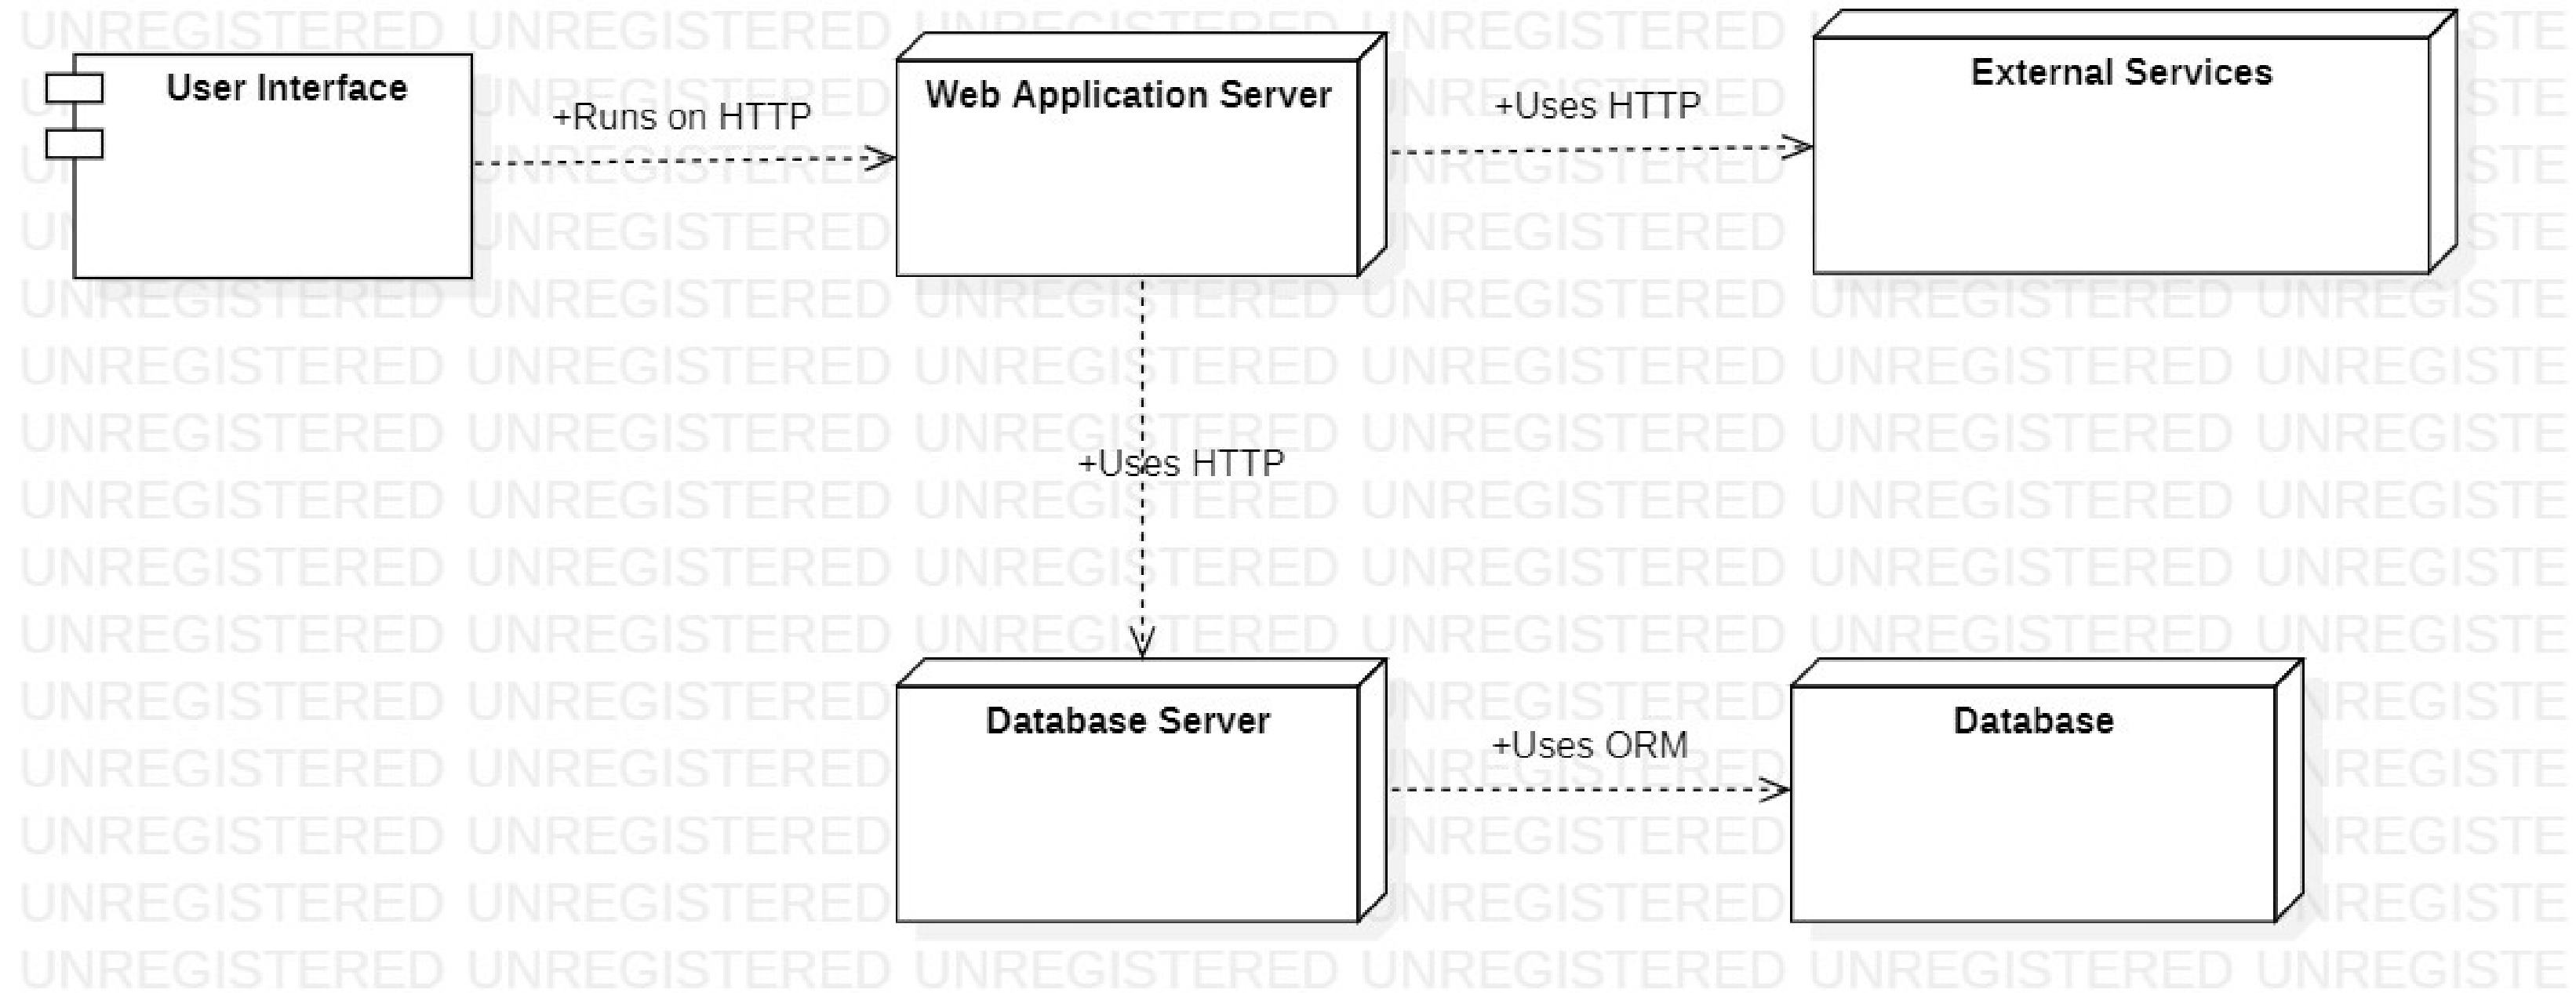 User Interface
+Runs on HTTP
Web Application Server
+Uses HTTP
External Services
+Uses HTTP
Database Server
+Uses ORM
Database
UNREGISTERED